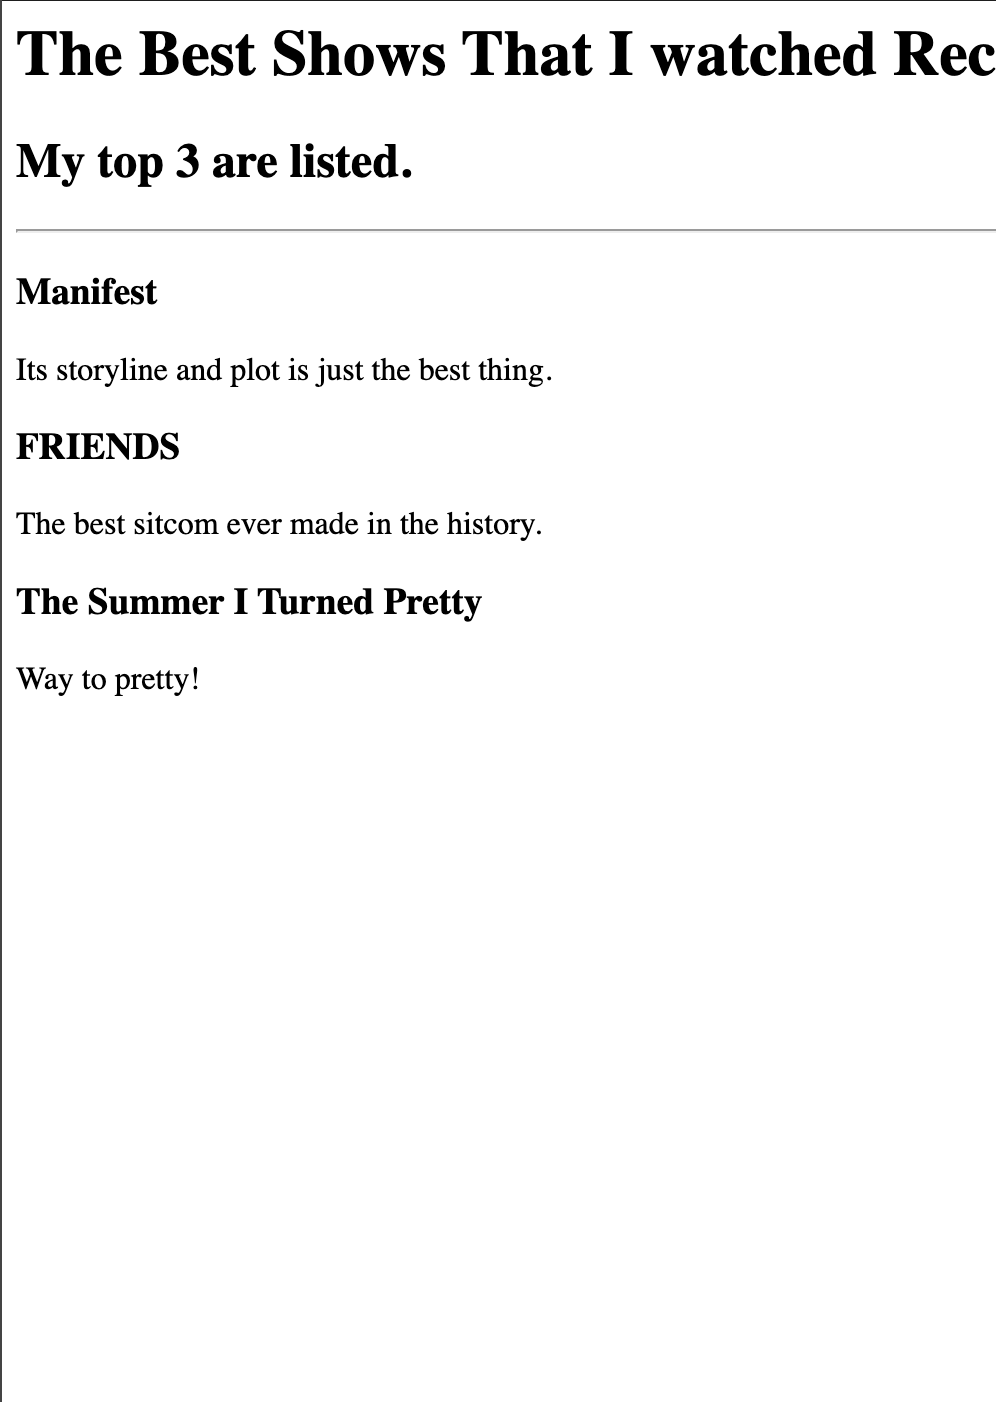 The Best Shows That I watched Rec
My top 3 are listed.
Manifest
Its storyline and plot is just the best thing.
FRIENDS
The best sitcom ever made in the history.
The Summer I Turned Pretty
Way to pretty!